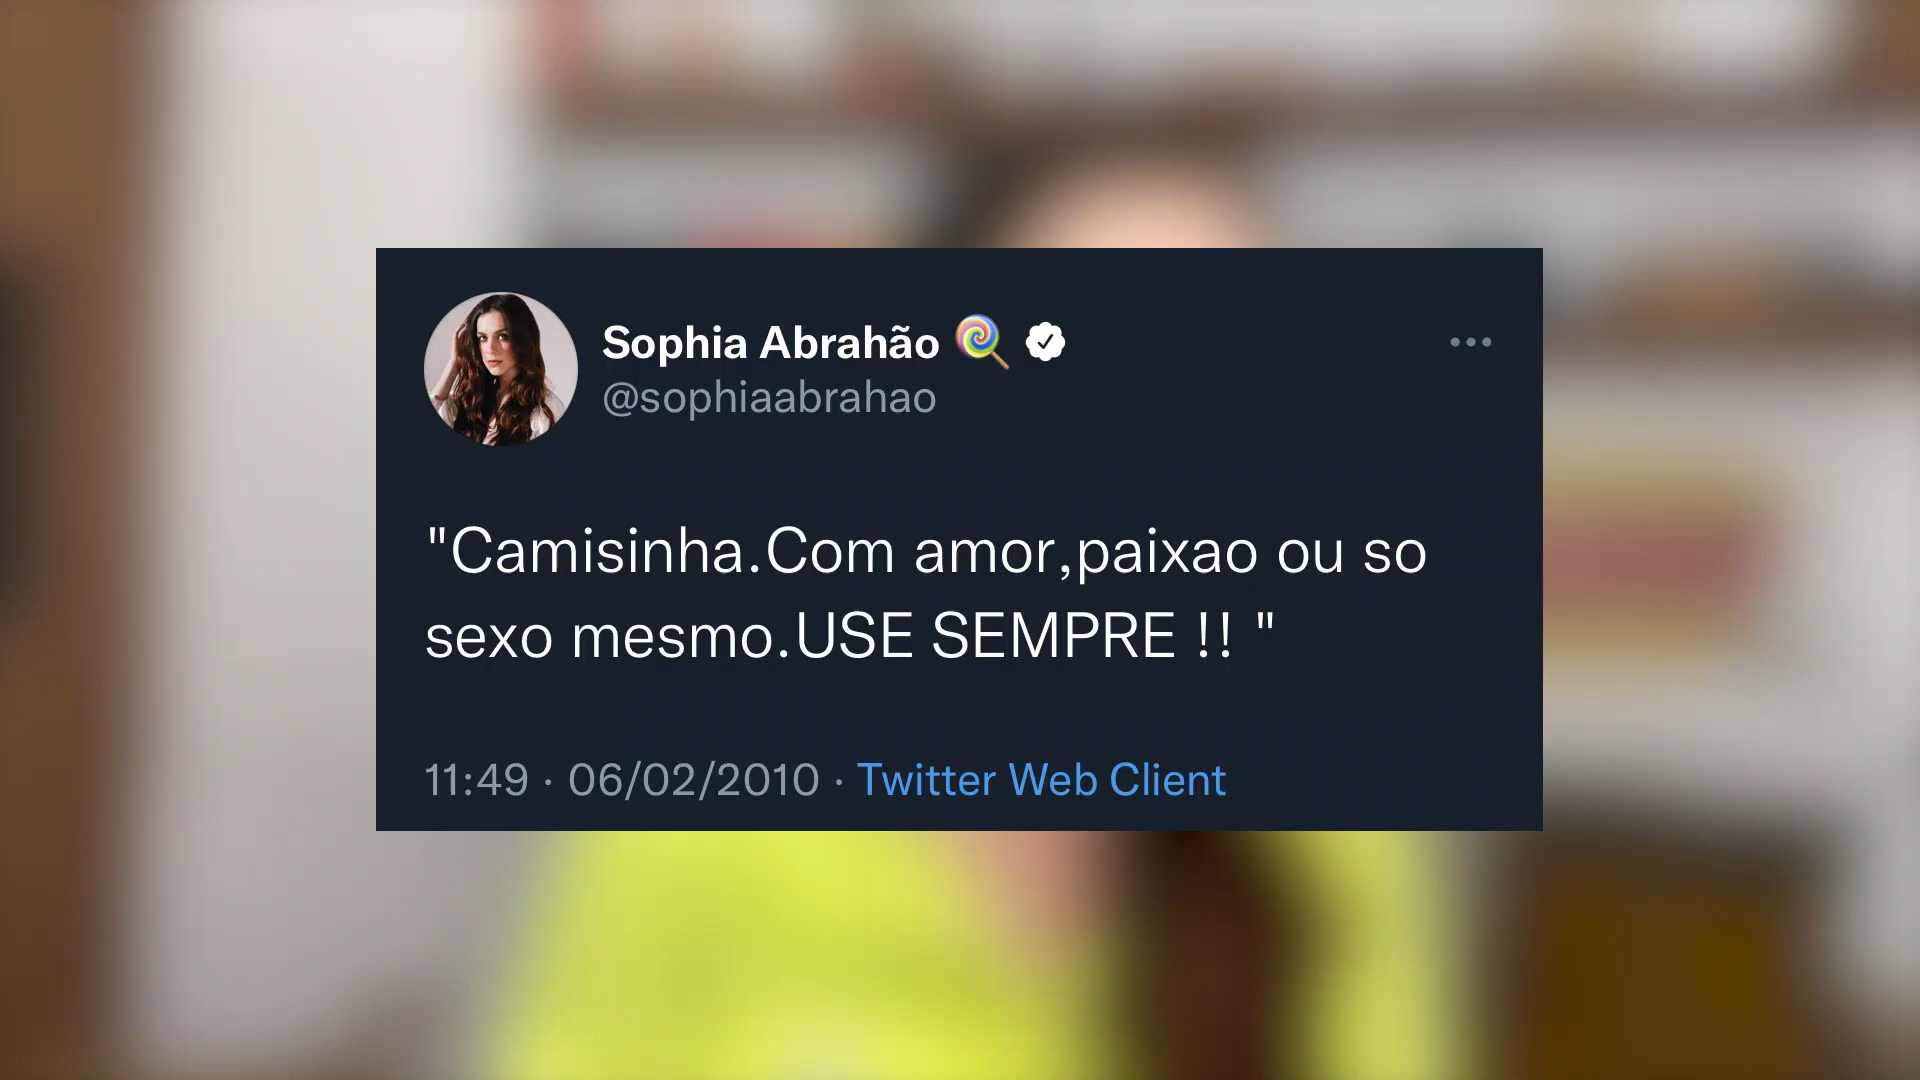 Sophia Abrahão
@sophiaabrahao
"Camisinha.Com amor,paixao ou so
sexo mesmo.USE SEMPRE !! "
11:49 · 06/02/2010 · Twitter Web Client